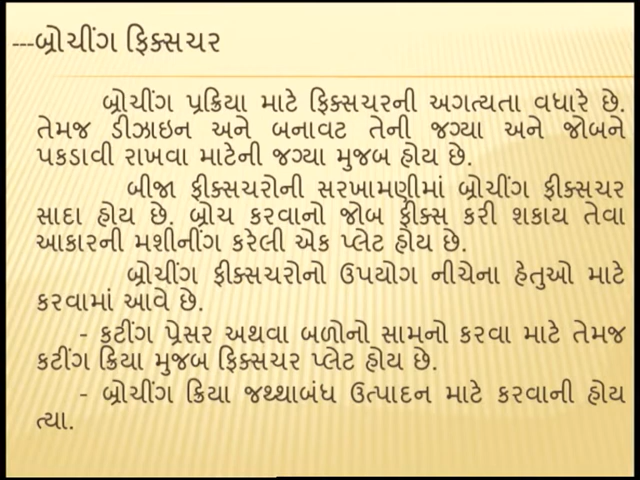 ---બ્રોચીંગ ફિક્સચર
બ્રોચીંગ પ્રક્રિયા માટે ફિક્સચરની અગત્યતા વધારે છે.
તેમજ ડીઝાઇન અને બનાવટ તેની જગ્યા અને જોબને
પકડાવી રાખવા માટેની જગ્યા મુજબ હોય છે.
બીજા ફીક્સચરોની સરખામણીમાં બ્રોચીંગ ફીક્સચર
સાદા હોય છે. બ્રોચ કરવાનો જોબ ફીક્સ કરી શકાય તેવા
આકારની મશીનીંગ કરેલી એક પ્લેટ હોય છે.
બ્રોચીંગ ફીક્સચરોનો ઉપયોગ નીચેના હેતુઓ માટે
કરવામાં આવે છે.
- કટીંગ પ્રેસર અથવા બળોનો સામનો કરવા માટે તેમજ
કટીંગ ક્રિયા મુજબ ફિક્સચર પ્લેટ હોય છે.
- બ્રોચીંગ ક્રિયા જથ્થાબંધ ઉત્પાદન માટે કરવાની હોય
ત્યા.